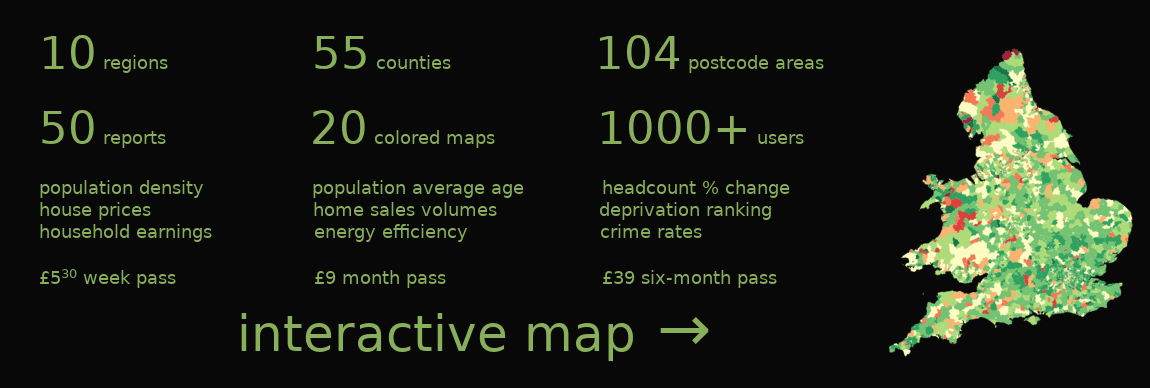 10 regions 55 counties 104 postcode areas
50 reports 20 colored maps 1000+ users
population density population average age headcount % change
house prices home sales volumes deprivation ranking
household earnings energy efficiency crime rates
£5³⁰ week pass £9 month pass £39 six-month pass
interactive map →